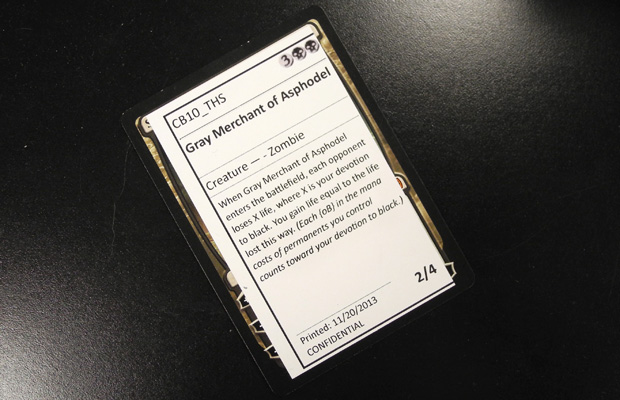 CB10_THS
3
Gray Merchant of Asphodel
Creature — - Zombie
When Gray Merchant of Asphodel
enters the battlefield, each opponent
loses X life, where X is your devotion
to black. You gain life equal to the life
lost this way. (Each {oB} in the mana
costs of permanents you control
counts toward your devotion to black.)
2/4
Printed: 11/20/2013
CONFIDENTIAL